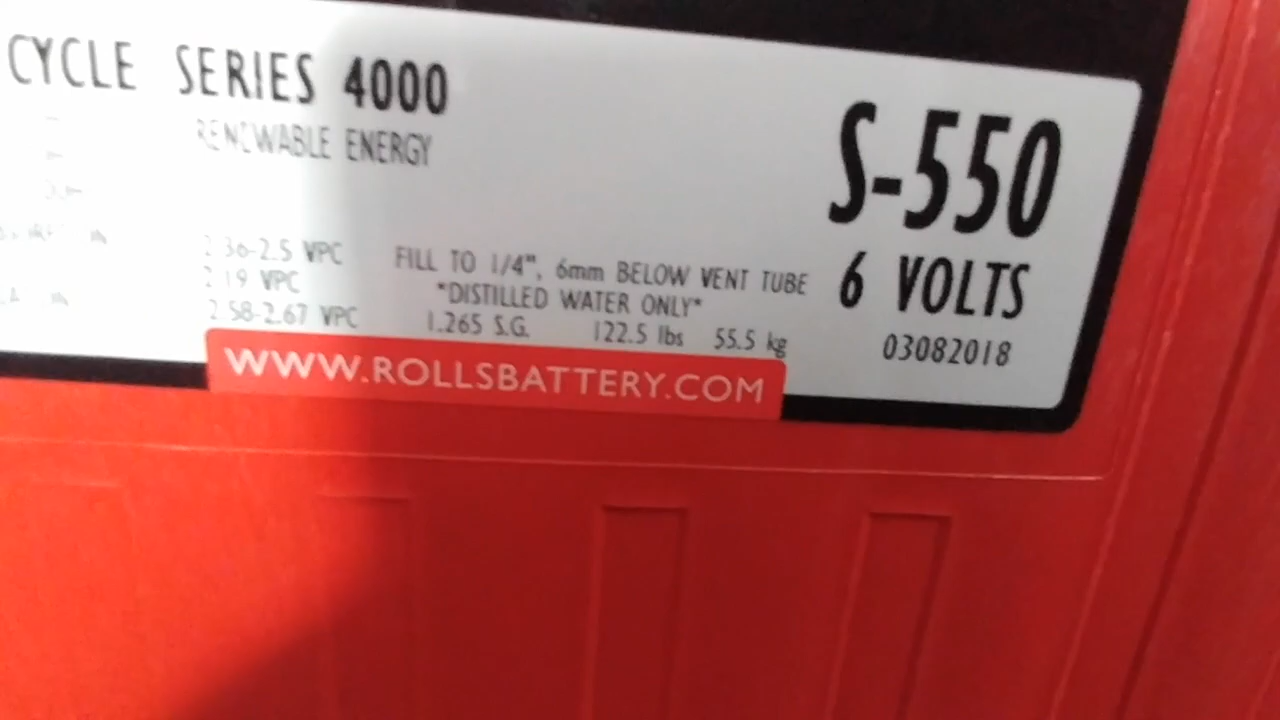 CYCLE SERIES 4000
RENEWABLE ENERGY
S-550
6 VOLTS
03082018
2.36-2.5 VPC
2.19 VPC
2.58-2.67 VPC
FILL TO 1/4", 6mm BELOW VENT TUBE
*DISTILLED WATER ONLY*
1.265 S.G. 122.5 lbs 55.5 kg
WWW.ROLLSBATTERY.COM